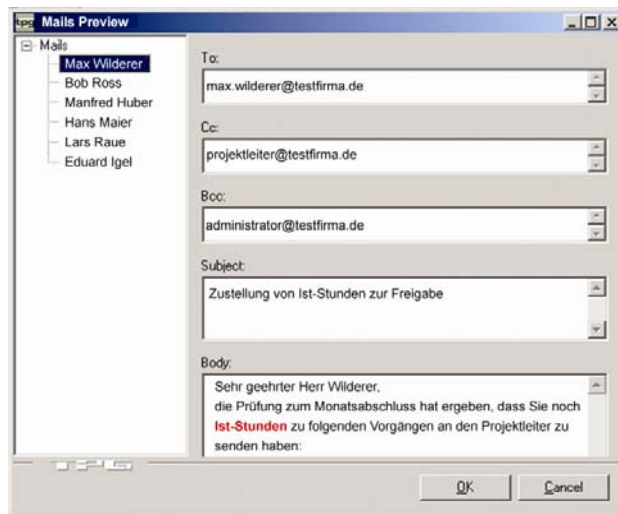 tpg Mails Preview
Mails
Max Wilderer
Bob Ross
Manfred Huber
Hans Maier
Lars Raue
Eduard Igel
To:
max.wilderer@testfirma.de
Cc:
projektleiter@testfirma.de
Bcc:
administrator@testfirma.de
Subject:
Zustellung von Ist-Stunden zur Freigabe
Body:
Sehr geehrter Herr Wilderer,
die Prüfung zum Monatsabschluss hat ergeben, dass Sie noch
Ist-Stunden zu folgenden Vorgängen an den Projektleiter zu
senden haben:
OK Cancel